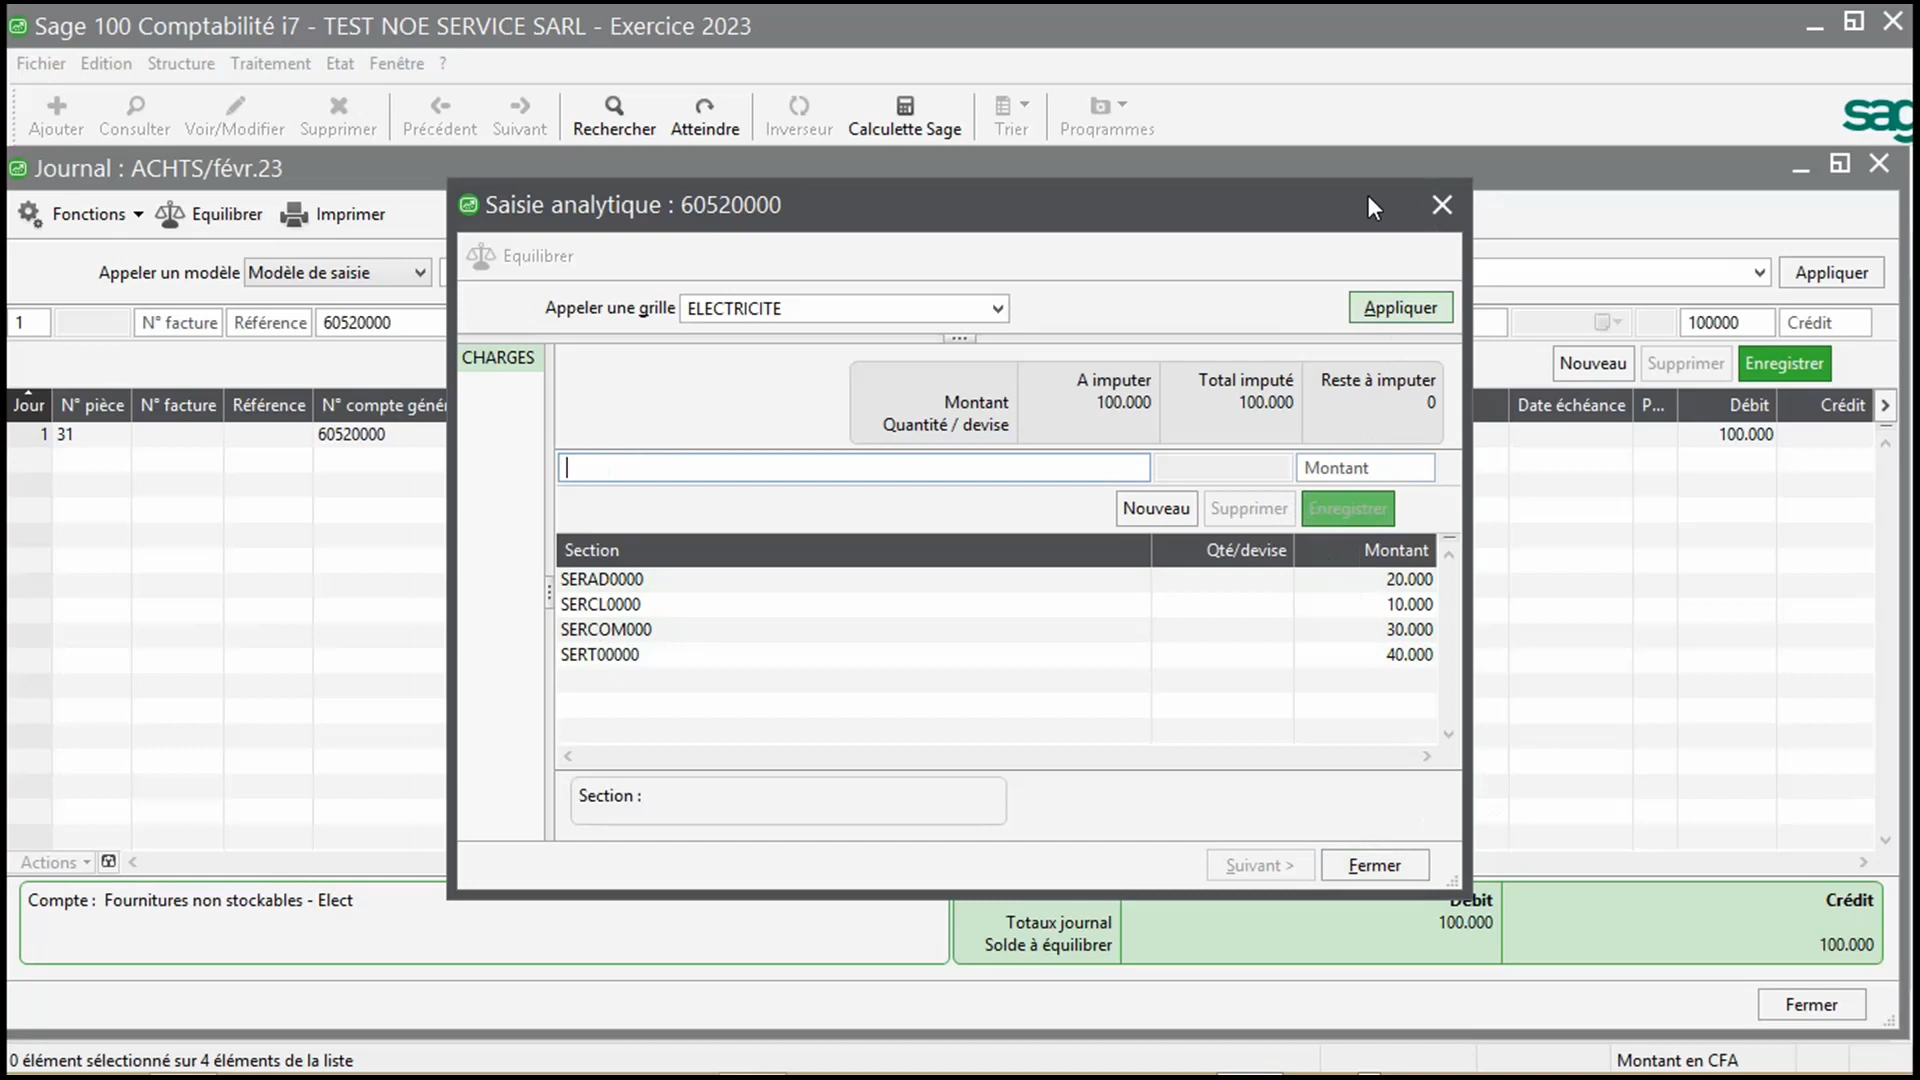 Sage 100 Comptabilité i7 - TEST NOE SERVICE SARL - Exercice 2023
Fichier Edition Structure Traitement Etat Fenêtre ?
Ajouter Consulter Voir/Modifier Supprimer Précédent Suivant Rechercher Atteindre Inverseur Calculette Sage Trier Programmes
sag
Journal : ACHTS/févr.23
Fonctions Equilibrer Imprimer
Appeler un modèle Modèle de saisie Appliquer
1 N° facture Référence 60520000 100000 Crédit
Nouveau Supprimer Enregistrer
Jour N° pièce N° facture Référence N° compte géné Date échéance P... Débit Crédit
1 31 60520000 100.000
Saisie analytique : 60520000
Equilibrer
Appeler une grille ELECTRICITE Appliquer
...
CHARGES
A imputer Total imputé Reste à imputer
Montant 100.000 100.000 0
Quantité / devise
Montant
Nouveau Supprimer Enregistrer
Section Qté/devise Montant
SERAD0000 20.000
SERCL0000 10.000
SERCOM000 30.000
SERT00000 40.000
Section :
Suivant > Fermer
Actions
Compte : Fournitures non stockables - Elect
Débit Crédit
Totaux journal 100.000
Solde à équilibrer 100.000
Fermer
0 élément sélectionné sur 4 éléments de la liste
Montant en CFA